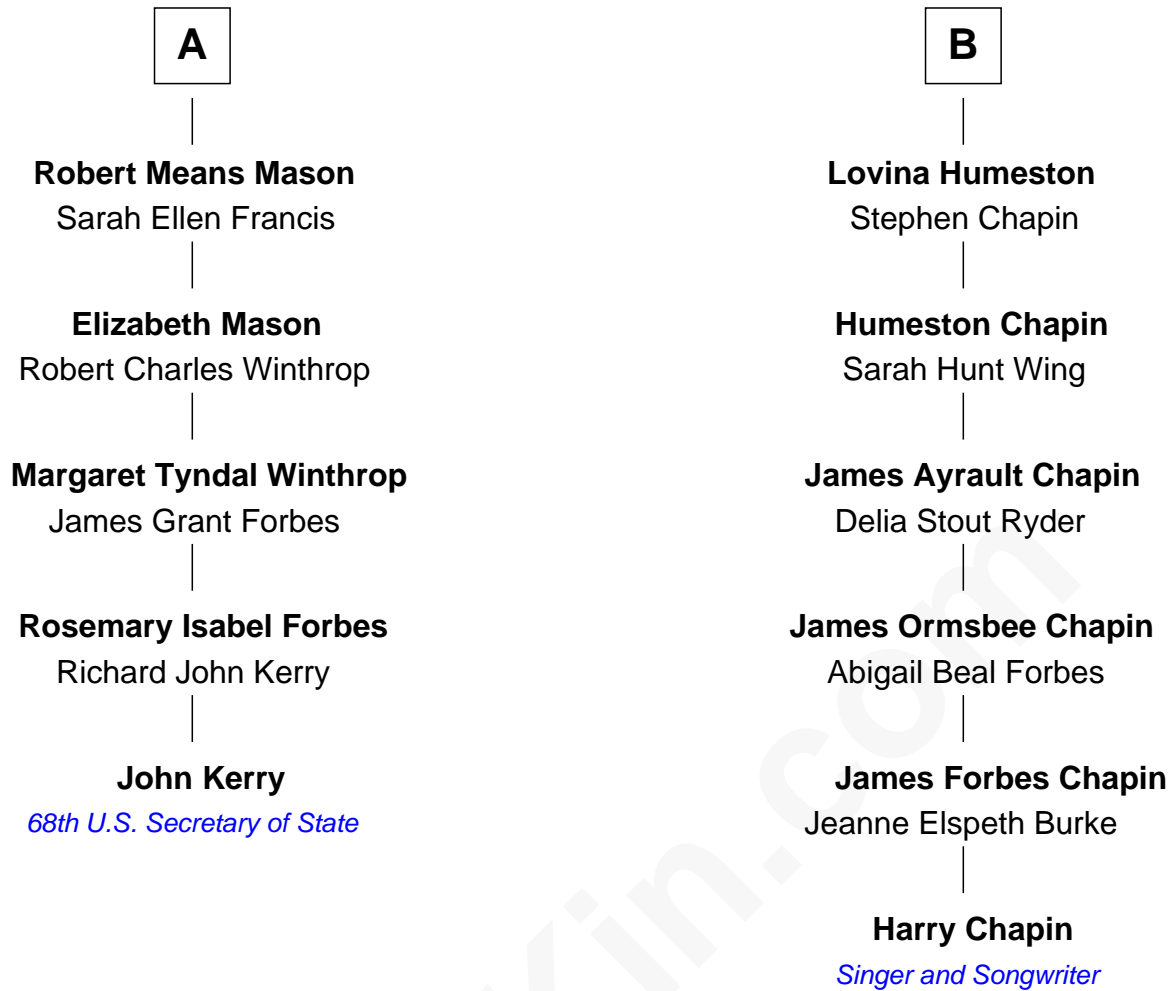 A
Robert Means Mason
Sarah Ellen Francis
Elizabeth Mason
Robert Charles Winthrop
Margaret Tyndal Winthrop
James Grant Forbes
Rosemary Isabel Forbes
Richard John Kerry
John Kerry
68th U.S. Secretary of State
B
Lovina Humeston
Stephen Chapin
Humeston Chapin
Sarah Hunt Wing
James Ayrault Chapin
Delia Stout Ryder
James Ormsbee Chapin
Abigail Beal Forbes
James Forbes Chapin
Jeanne Elspeth Burke
Harry Chapin
Singer and Songwriter
Kin.com